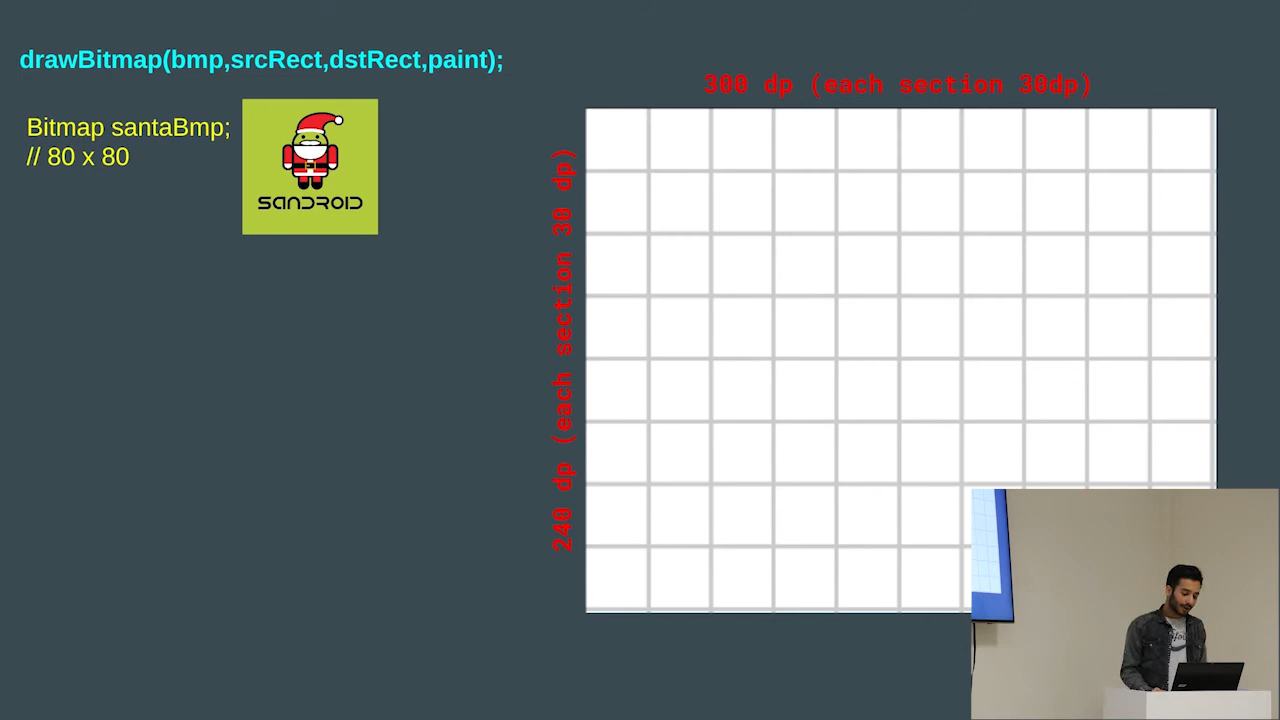 drawBitmap(bmp,srcRect,dstRect,paint);
300 dp (each section 30dp)
Bitmap santaBmp;
// 80 x 80
SANDROID
240 dp (each section 30 dp)